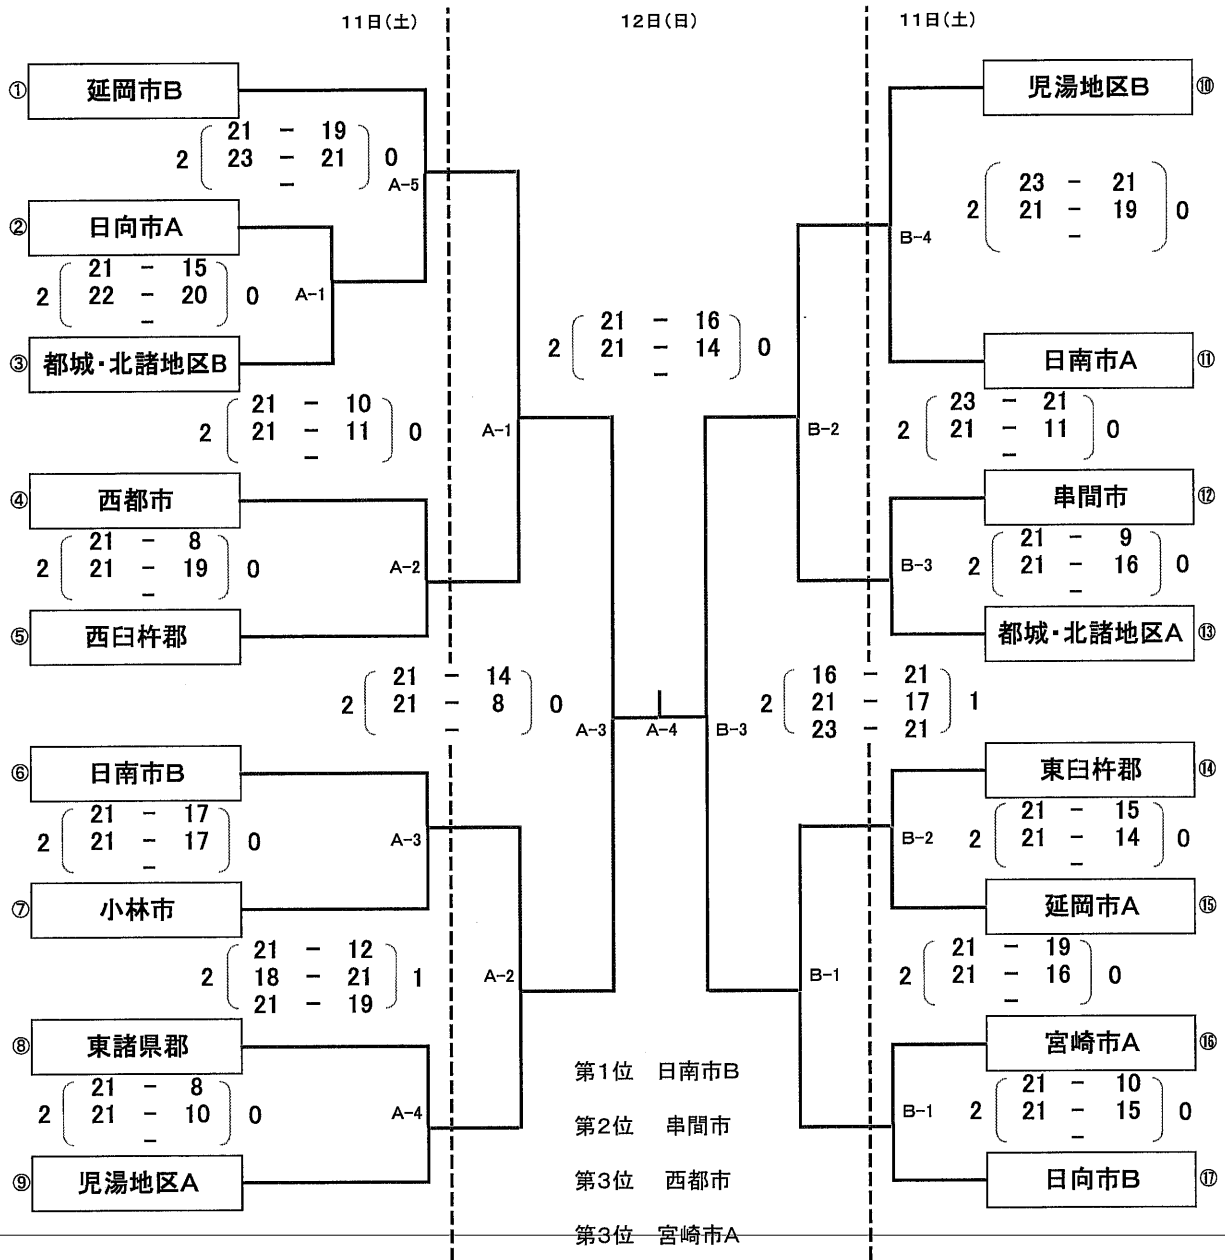 11日(土)
12日(日)
11日(土)
① 延岡市B
2 21 - 19 0
23 - 21
-
A-5
② 日向市A
2 21 - 15 0
22 - 20
-
A-1
③ 都城・北諸地区B
2 21 - 10 0
21 - 11
-
A-1
④ 西都市
2 21 - 8 0
21 - 19
-
A-2
⑤ 西臼杵郡
2 21 - 14 0
21 - 8
-
A-3
⑥ 日南市B
2 21 - 17 0
21 - 17
-
A-3
⑦ 小林市
2 21 - 12 1
18 - 21
21 - 19
A-2
⑧ 東諸県郡
2 21 - 8 0
21 - 10
-
A-4
⑨ 児湯地区A
2 21 - 16 0
21 - 14
-
A-4
児湯地区B ⑩
B-4
2 23 - 21 0
21 - 19
-
日南市A ⑪
B-2
2 23 - 21 0
21 - 11
-
串間市 ⑫
B-3
2 21 - 9 0
21 - 16
-
都城・北諸地区A ⑬
B-3
2 16 - 21 1
21 - 17
23 - 21
東臼杵郡 ⑭
B-2
2 21 - 15 0
21 - 14
-
延岡市A ⑮
B-1
2 21 - 19 0
21 - 16
-
宮崎市A ⑯
B-1
2 21 - 10 0
21 - 15
-
日向市B ⑰
第1位 日南市B
第2位 串間市
第3位 西都市
第3位 宮崎市A